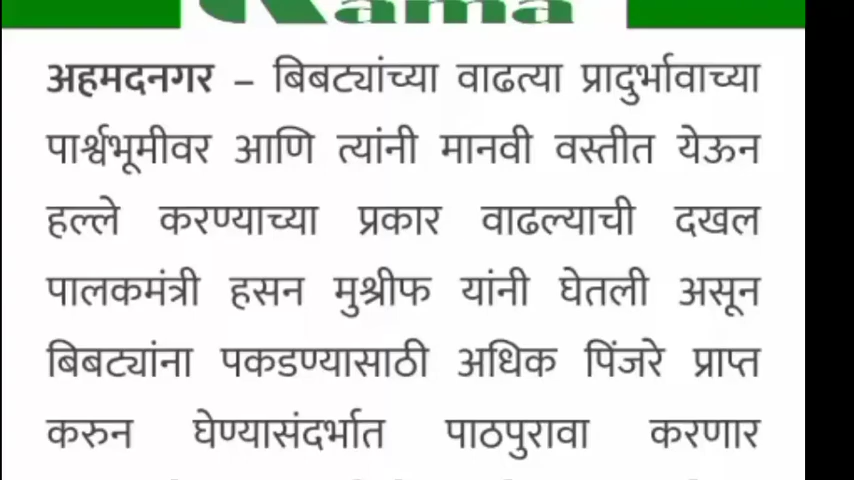 अहमदनगर – बिबट्यांच्या वाढत्या प्रादुर्भावाच्या
पार्श्वभूमीवर आणि त्यांनी मानवी वस्तीत येऊन
हल्ले करण्याच्या प्रकार वाढल्याची दखल
पालकमंत्री हसन मुश्रीफ यांनी घेतली असून
बिबट्यांना पकडण्यासाठी अधिक पिंजरे प्राप्त
करुन घेण्यासंदर्भात पाठपुरावा करणार